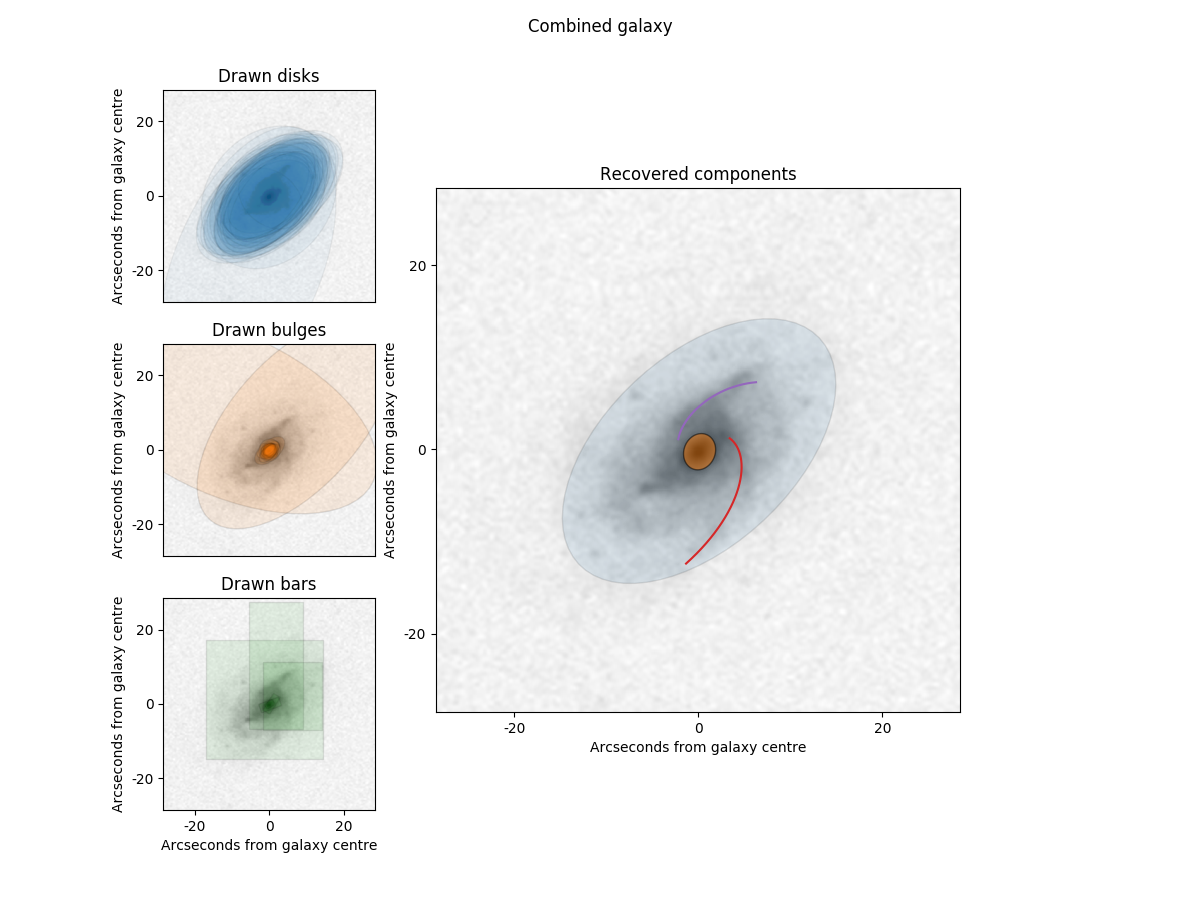 Combined galaxy
Drawn disks
Arcseconds from galaxy centre
20
0
-20
Drawn bulges
Arcseconds from galaxy centre
20
0
-20
Drawn bars
Arcseconds from galaxy centre
20
0
-20
-20 0 20
Arcseconds from galaxy centre
Recovered components
Arcseconds from galaxy centre
20
0
-20
-20 0 20
Arcseconds from galaxy centre